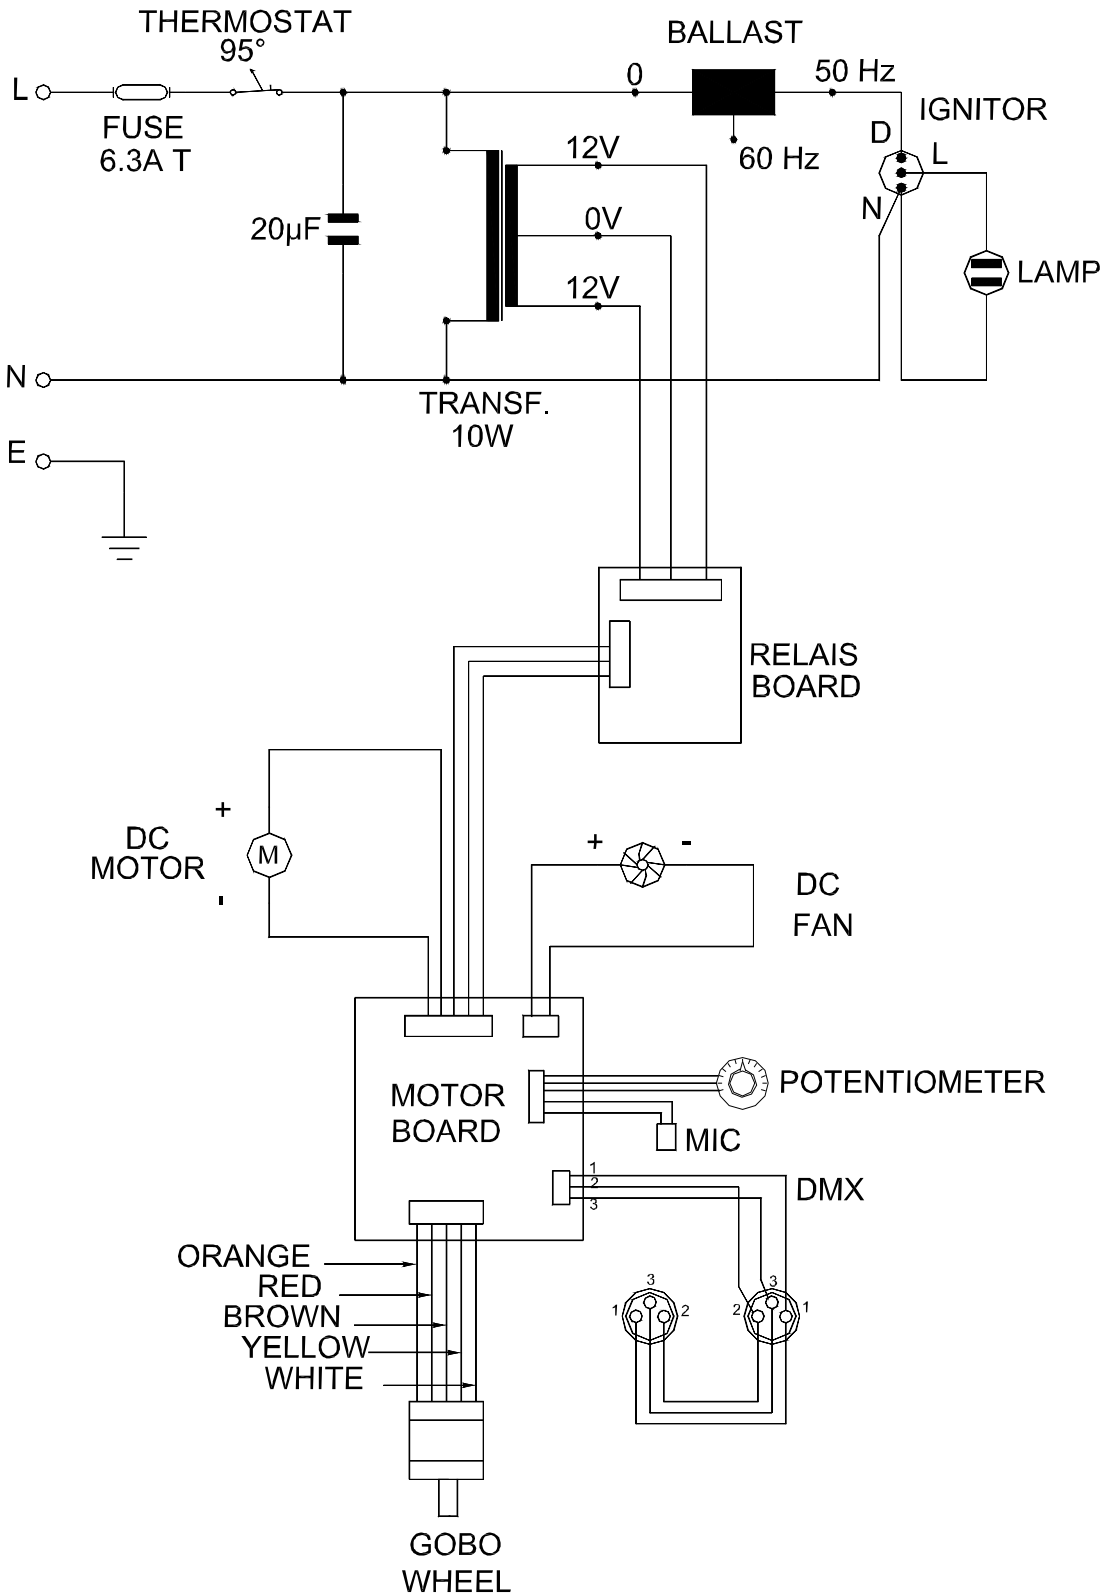 THERMOSTAT
95°
BALLAST
L
FUSE
6.3A T
0
50 Hz
60 Hz
IGNITOR
D
L
N
12V
0V
12V
20µF
LAMP
N
TRANSF.
10W
E
RELAIS
BOARD
+
DC
MOTOR
M
-
+
-
DC
FAN
MOTOR
BOARD
POTENTIOMETER
MIC
1
2
3
DMX
ORANGE
RED
BROWN
YELLOW
WHITE
3
1
2
3
2
1
GOBO
WHEEL